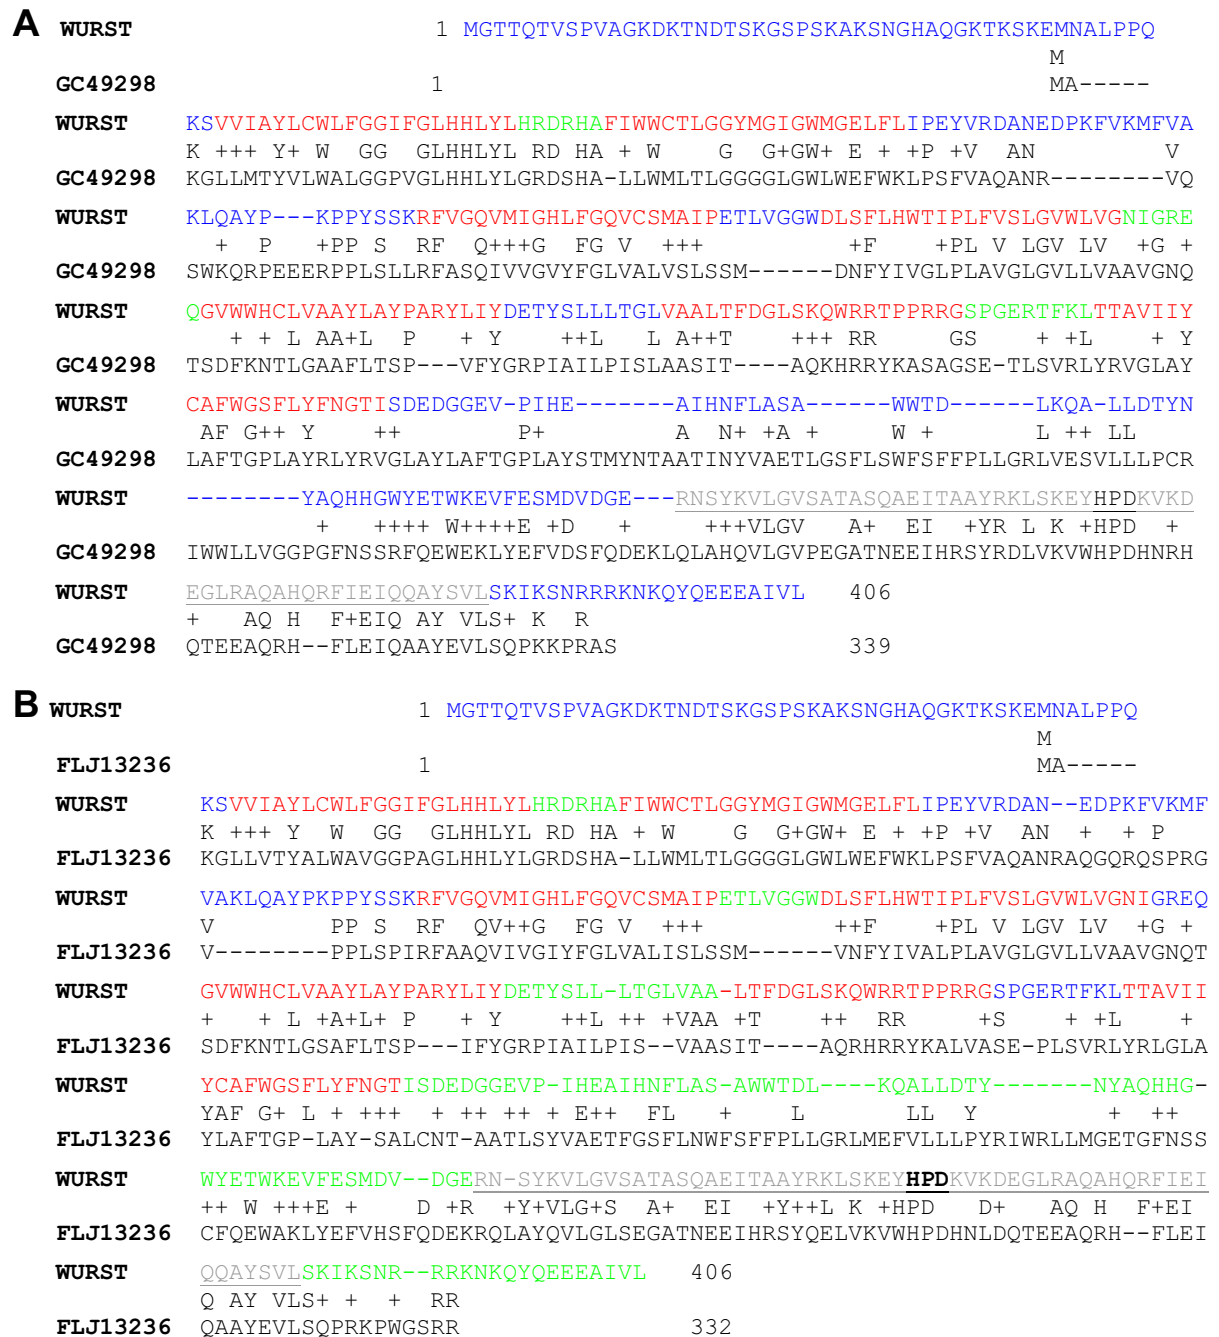 A WURST 1 MGTTQTVSPVAGKDKTNDTSKGSPSKAKSNGHAQGKTKSKEMNALPPQ
M
GC49298 1 MA-----
WURST KSVVIAYLCWLFGGIFGLHHLYLHRDRHAFIWWCTLGGYMGIGWMGELFLIPEYVRDANEDPKFVKMFVA
K +++ Y+ W GG GLHHLYL RD HA + W G G+GW+ E + +P +V AN V
GC49298 KGLLMTYVLWALGGPVGLHHLYLGRDSHA-LLWMLTLGGGGLGWLWEFWKLPSFVAQANR--------VQ
WURST KLQAYP---KPPYSSKRFVGQVMIGHLFGQVCSMAIPETLVGGWDLSFLHWTIPLFVSLGVWLVGNIGRE
+ P +PP S RF Q+++G FG V +++ +F +PL V LGV LV +G +
GC49298 SWKQRPEEERPPLSLLRFASQIVVGVYFGLVALVSLSSM------DNFYIVGLPLAVGLGVLLVAAVGNQ
WURST QGVWWHCLVAAYLAYPARYLIYDETYSLLLTGLVAALTFDGLSKQWRRTPPRRGSPGERTFKLTTAVIIY
+ + L AA+L P + Y ++L L A++T +++ RR GS + +L + Y
GC49298 TSDFKNTLGAAFLTSP---VFYGRPIAILPISLAASIT----AQKHRRYKASAGSE-TLSVRLYRVGLAY
WURST CAFWGSFLYFNGTISDEDGGEV-PIHE-------AIHNFLASA------WWTD------LKQA-LLDTYN
AF G++ Y ++ P+ A N+ +A + W + L ++ LL
GC49298 LAFTGPLAYRLYRVGLAYLAFTGPLAYSTMYNTAATINYVAETLGSFLSWFSFFPLLGRLVESVLLLPCR
WURST --------YAQHHGWYETWKEVFESMDVDGE---RNSYKVLGVSATASQAEITAAYRKLSKEYHPDKVKD
+ ++++ W++++E +D + +++VLGV A+ EI +YR L K +HPD +
GC49298 IWWLLVGGPGFNSSRFQEWEKLYEFVDSFQDEKLQLAHQVLGVPEGATNEEIHRSYRDLVKVWHPDHNRH
WURST EGLRAQAHQRFIEIQQAYSVLSKIKSNRRRKNKQYQEEEAIVL 406
+ AQ H F+EIQ AY VLS+ K R
GC49298 QTEEAQRH--FLEIQAAYEVLSQPKKPRAS 339
B WURST 1 MGTTQTVSPVAGKDKTNDTSKGSPSKAKSNGHAQGKTKSKEMNALPPQ
M
FLJ13236 1 MA-----
WURST KSVVIAYLCWLFGGIFGLHHLYLHRDRHAFIWWCTLGGYMGIGWMGELFLIPEYVRDAN--EDPKFVKMF
K +++ Y W GG GLHHLYL RD HA + W G G+GW+ E + +P +V AN + + P
FLJ13236 KGLLVTYALWAVGGPAGLHHLYLGRDSHA-LLWMLTLGGGGLGWLWEFWKLPSFVAQANRAQGQRQSPRG
WURST VAKLQAYPKPPYSSKRFVGQVMIGHLFGQVCSMAIPETLVGGWDLSFLHWTIPLFVSLGVWLVGNIGREQ
V PP S RF QV++G FG V +++ ++F +PL V LGV LV +G +
FLJ13236 V--------PPLSPIRFAAQVIVGIYFGLVALISLSSM------VNFYIVALPLAVGLGVLLVAAVGNQT
WURST GVWWHCLVAAYLAYPARYLIYDETYSLL-LTGLVAA-LTFDGLSKQWRRTPPRRGSPGERTFKLTTAVII
+ + L +A+L+ P + Y ++L ++ +VAA +T ++ RR +S + +L +
FLJ13236 SDFKNTLGSAFLTSP---IFYGRPIAILPIS--VAASIT----AQRHRRYKALVASE-PLSVRLYRLGLA
WURST YCAFWGSFLYFNGTISDEDGGEVP-IHEAIHNFLAS-AWWTDL----KQALLDTY-------NYAQHHG-
YAF G+ L + +++ + ++ ++ + E++ FL + L LL Y + ++
FLJ13236 YLAFTGP-LAY-SALCNT-AATLSYVAETFGSFLNWFSFFPLLGRLMEFVLLLPYRIWRLLMGETGFNSS
WURST WYETWKEVFESMDV--DGERN-SYKVLGVSATASQAEITAAYRKLSKEYHPDKVKDEGLRAQAHQRFIEI
++ W +++E + D +R +Y+VLG+S A+ EI +Y++L K +HPD D+ AQ H F+EI
FLJ13236 CFQEWAKLYEFVHSFQDEKRQLAYQVLGLSEGATNEEIHRSYQELVKVWHPDHNLDQTEEAQRH--FLEI
WURST QQAYSVLSKIKSNR--RRKNKQYQEEEAIVL 406
Q AY VLS+ + + RR
FLJ13236 QAAYEVLSQPRKPWGSRR 332